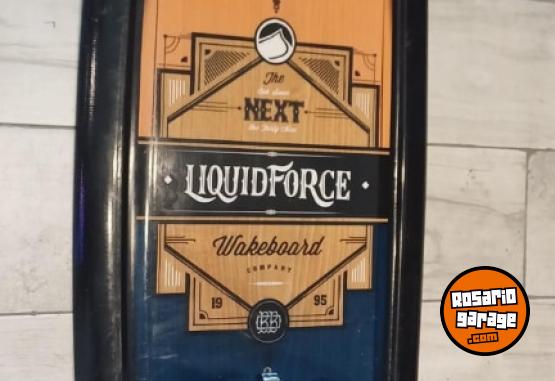 The
NEXT
LIQUIDFORCE
Wakeboard
COMPANY
19 95
ROSARIO
garage
.com